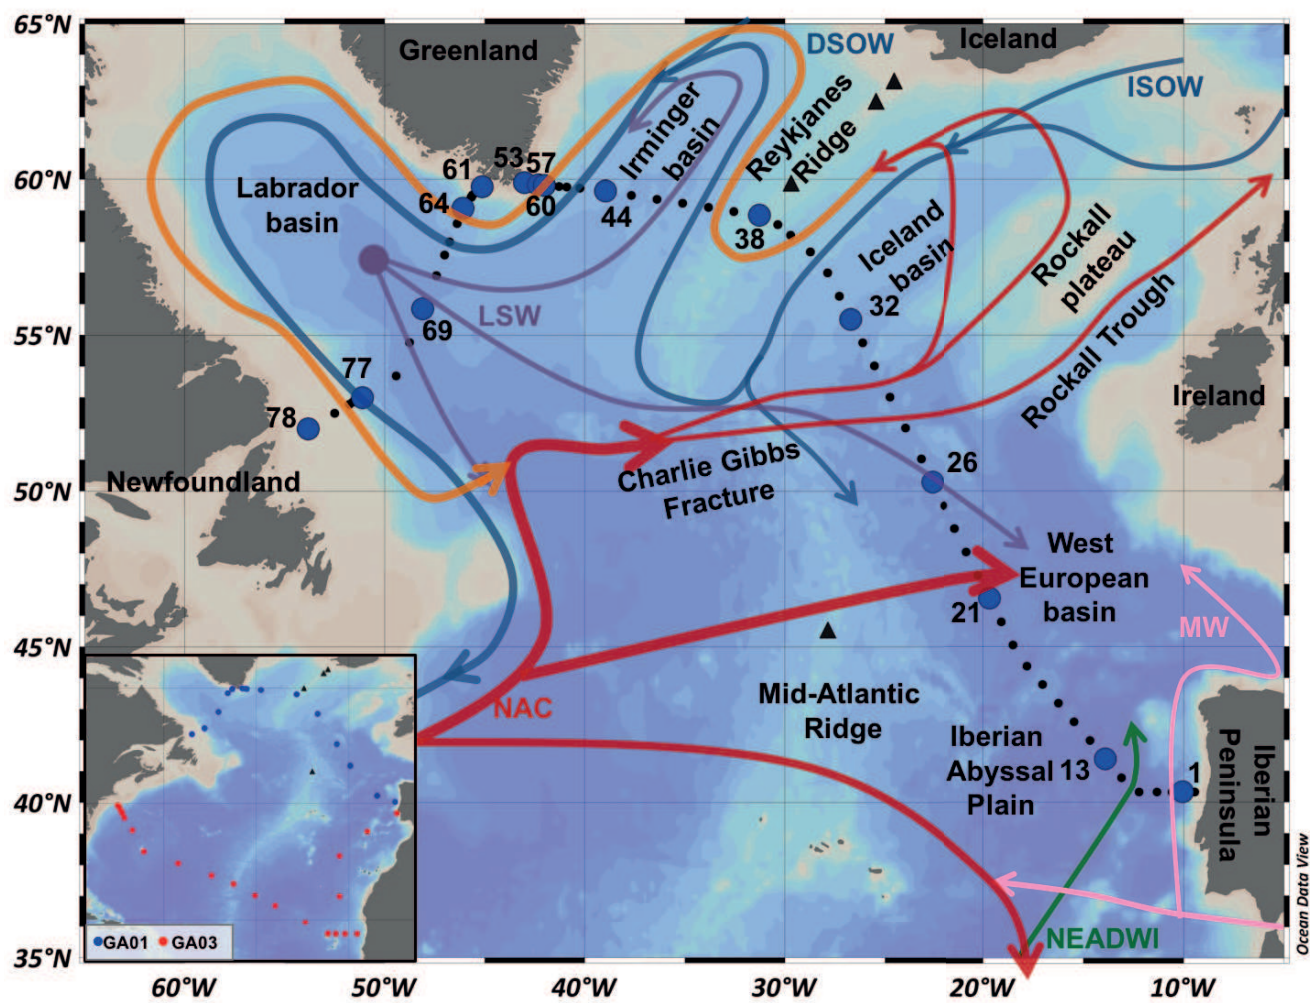 65°N
Greenland
DSOW
Iceland
ISOW
Irminger
basin
Reykjanes
Ridge
60°N
Labrador
basin
61
53
57
64
60
44
38
Iceland
basin
Rockall
plateau
Rockall Trough
55°N
LSW
69
32
77
78
Ireland
Newfoundland
50°N
Charlie Gibbs
Fracture
26
West
European
basin
21
MW
45°N
NAC
Mid-Atlantic
Ridge
Iberian
Abyssal
Plain
13
1
Iberian
Peninsula
40°N
NEADWI
GA01
GA03
35°N
60°W
50°W
40°W
30°W
20°W
10°W
Ocean Data View